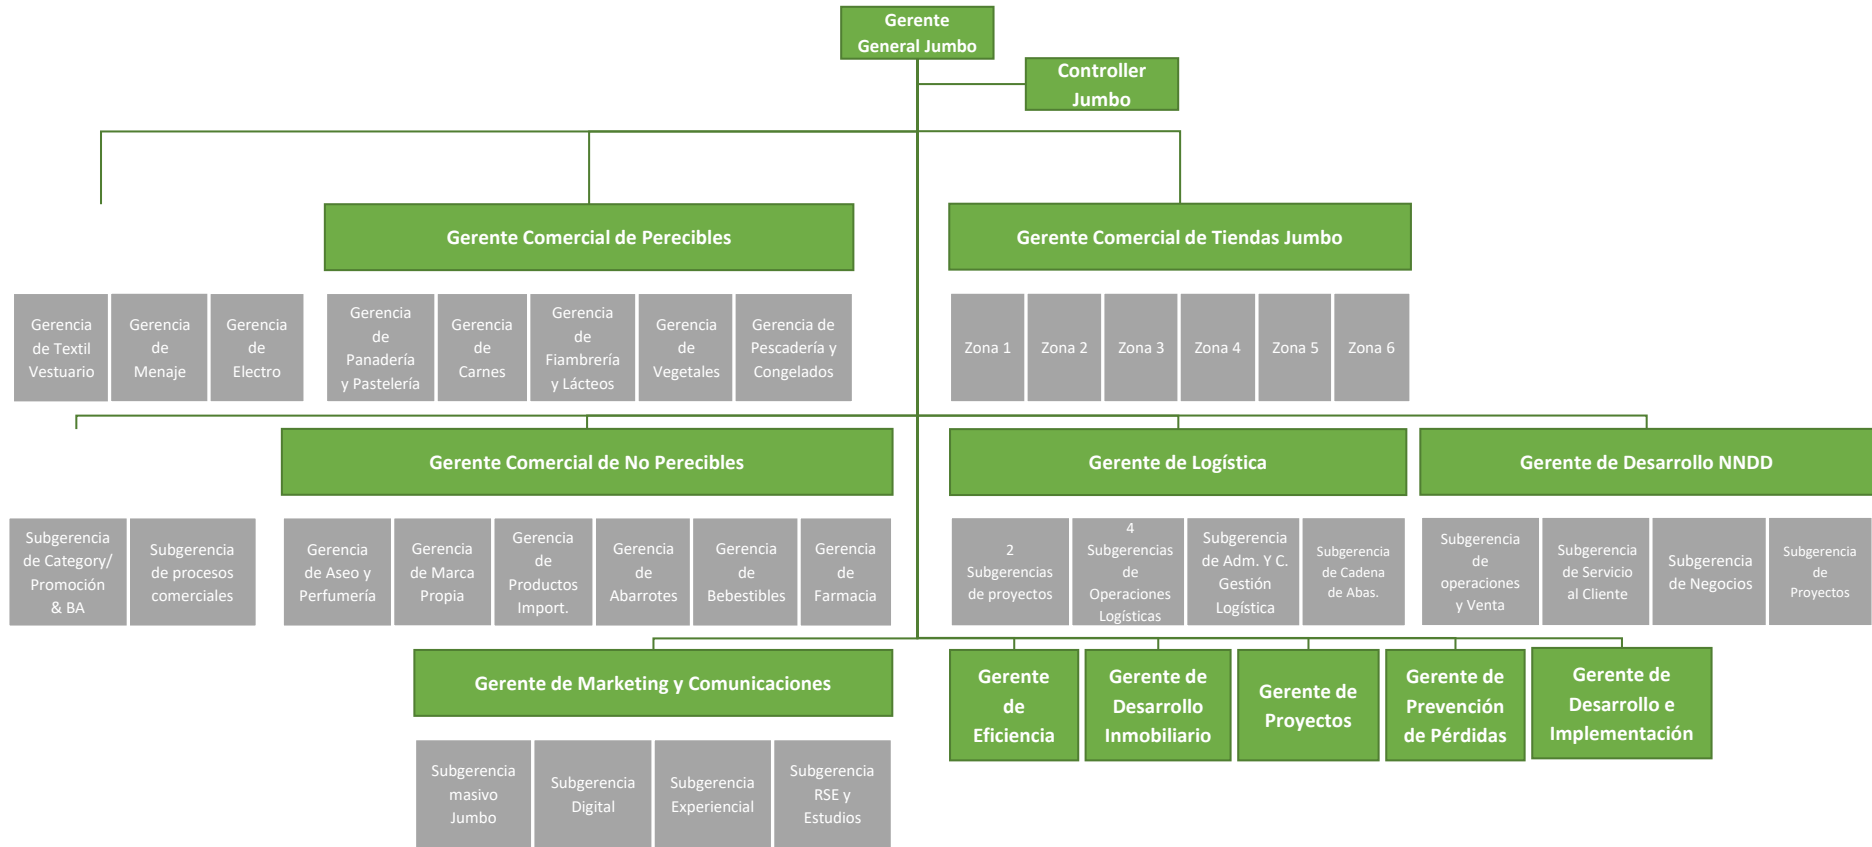 Gerente
General Jumbo
Controller
Jumbo
Gerente Comercial de Perecibles
Gerente Comercial de Tiendas Jumbo
Gerencia
de Textil
Vestuario
Gerencia
de
Menaje
Gerencia
de
Electro
Gerencia
de
Panadería
y Pastelería
Gerencia
de
Carnes
Gerencia
de
Fiambrería
y Lácteos
Gerencia
de
Vegetales
Gerencia de
Pescadería y
Congelados
Zona 1
Zona 2
Zona 3
Zona 4
Zona 5
Zona 6
Gerente Comercial de No Perecibles
Gerente de Logística
Gerente de Desarrollo NNDD
Subgerencia
de Category/
Promoción
& BA
Subgerencia
de procesos
comerciales
Gerencia
de Aseo y
Perfumería
Gerencia
de Marca
Propia
Gerencia
de
Productos
Import.
Gerencia
de
Abarrotes
Gerencia
de
Bebestibles
Gerencia
de
Farmacia
2
Subgerencias
de proyectos
4
Subgerencias
de
Operaciones
Logísticas
Subgerencia
de Adm. Y C.
Gestión
Logística
Subgerencia
de Cadena
de Abas.
Subgerencia
de
operaciones
y Venta
Subgerencia
de Servicio
al Cliente
Subgerencia
de Negocios
Subgerencia
de
Proyectos
Gerente de Marketing y Comunicaciones
Gerente
de
Eficiencia
Gerente de
Desarrollo
Inmobiliario
Gerente de
Proyectos
Gerente de
Prevención
de Pérdidas
Gerente de
Desarrollo e
Implementación
Subgerencia
masivo
Jumbo
Subgerencia
Digital
Subgerencia
Experiencial
Subgerencia
RSE y
Estudios